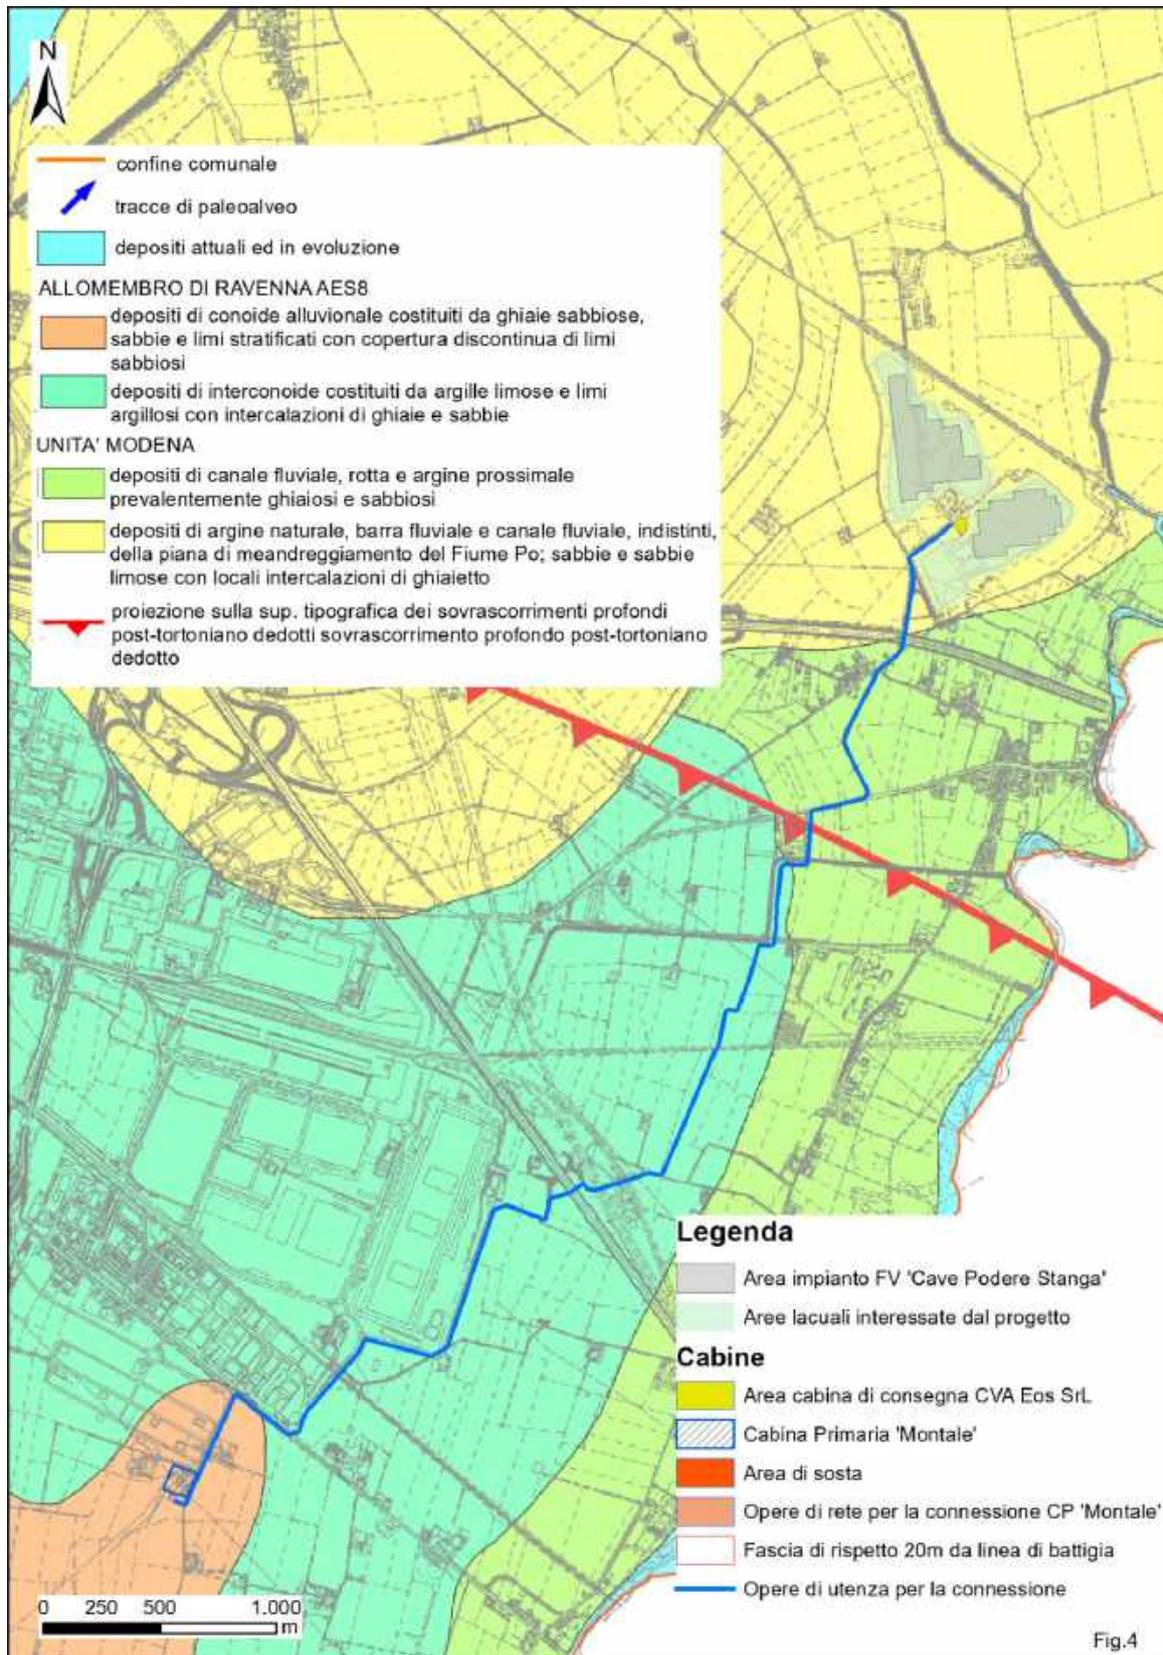 N
confine comunale
tracce di paleoalveo
depositi attuali ed in evoluzione
ALLOMEMBRO DI RAVENNA AES8
depositi di conoide alluvionale costituiti da ghiaie sabbiose,
sabbie e limi stratificati con copertura discontinua di limi
sabbiosi
depositi di interconoide costituiti da argille limose e limi
argillosi con intercalazioni di ghiaie e sabbie
UNITA' MODENA
depositi di canale fluviale, rotta e argine prossimale
prevalentemente ghiaiosi e sabbiosi
depositi di argine naturale, barra fluviale e canale fluviale, indistinti,
della piana di meandreggiamento del Fiume Po; sabbie e sabbie
limose con locali intercalazioni di ghiaietto
proiezione sulla sup. tipografica dei sovrascorrimenti profondi
post-tortoniano dedotti sovrascorrimento profondo post-tortoniano
dedotto
Legenda
Area impianto FV 'Cave Podere Stanga'
Aree lacuali interessate dal progetto
Cabine
Area cabina di consegna CVA Eos SrL
Cabina Primaria 'Montale'
Area di sosta
Opere di rete per la connessione CP 'Montale'
Fascia di rispetto 20m da linea di battigia
Opere di utenza per la connessione
0 250 500 1.000
m
Fig.4